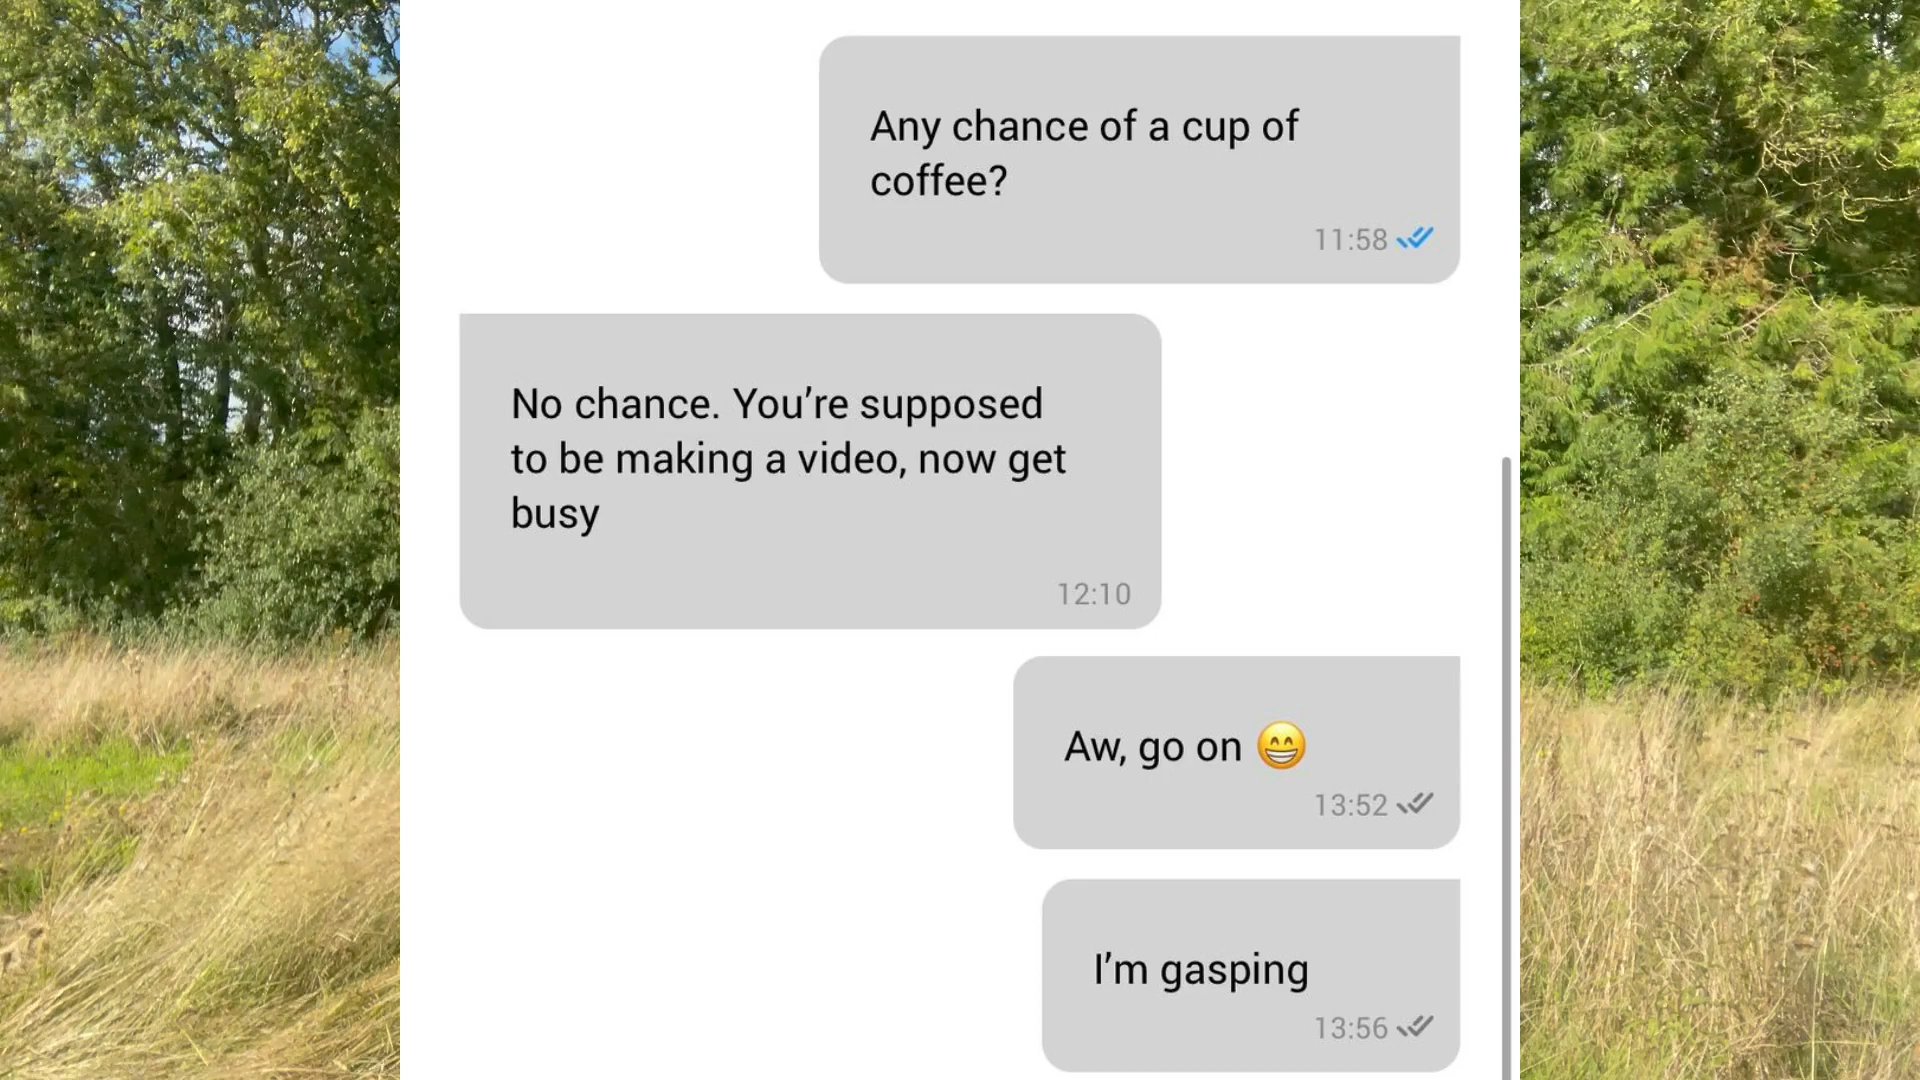 Any chance of a cup of
coffee?
11:58
No chance. You’re supposed
to be making a video, now get
busy
12:10
Aw, go on 😁
13:52
I’m gasping
13:56